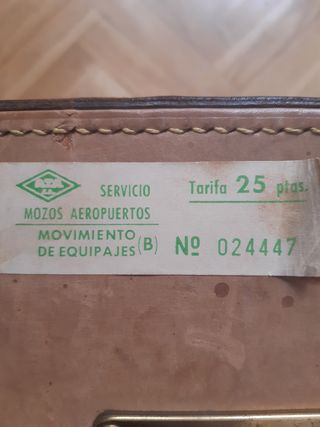 SERVICIO
MOZOS AEROPUERTOS
MOVIMIENTO
DE EQUIPAJES (B)
Tarifa 25 ptas.
Nº 024447